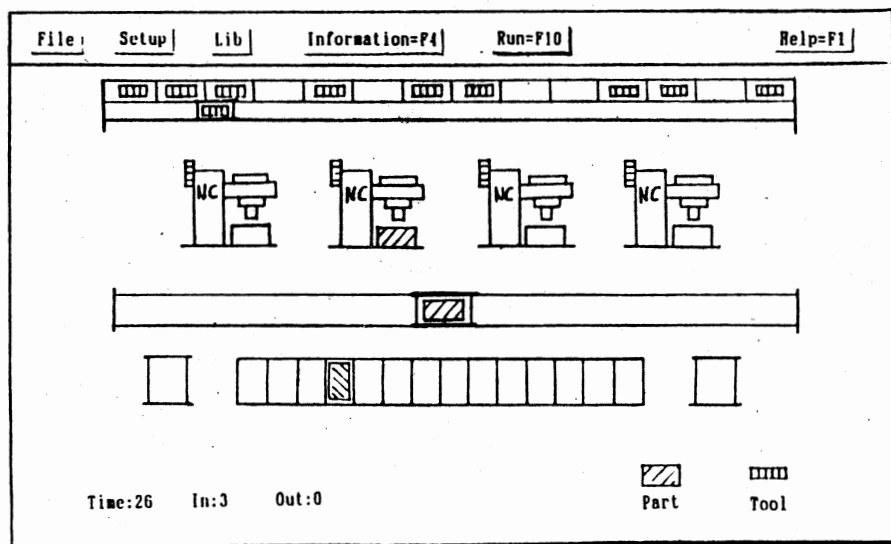 File Setup Lib Information=F4 Run=F10 Help=F1
NC NC NC NC
Time:26 In:3 Out:0 Part Tool